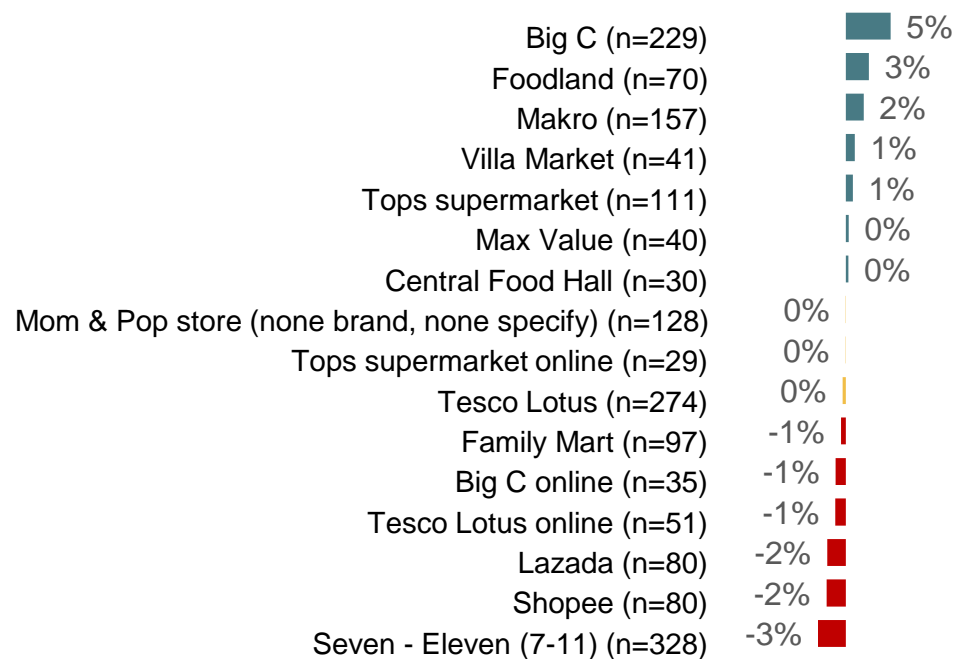 Big C (n=229) 5%
Foodland (n=70) 3%
Makro (n=157) 2%
Villa Market (n=41) 1%
Tops supermarket (n=111) 1%
Max Value (n=40) 0%
Central Food Hall (n=30) 0%
Mom & Pop store (none brand, none specify) (n=128) 0%
Tops supermarket online (n=29) 0%
Tesco Lotus (n=274) 0%
Family Mart (n=97) -1%
Big C online (n=35) -1%
Tesco Lotus online (n=51) -1%
Lazada (n=80) -2%
Shopee (n=80) -2%
Seven - Eleven (7-11) (n=328) -3%